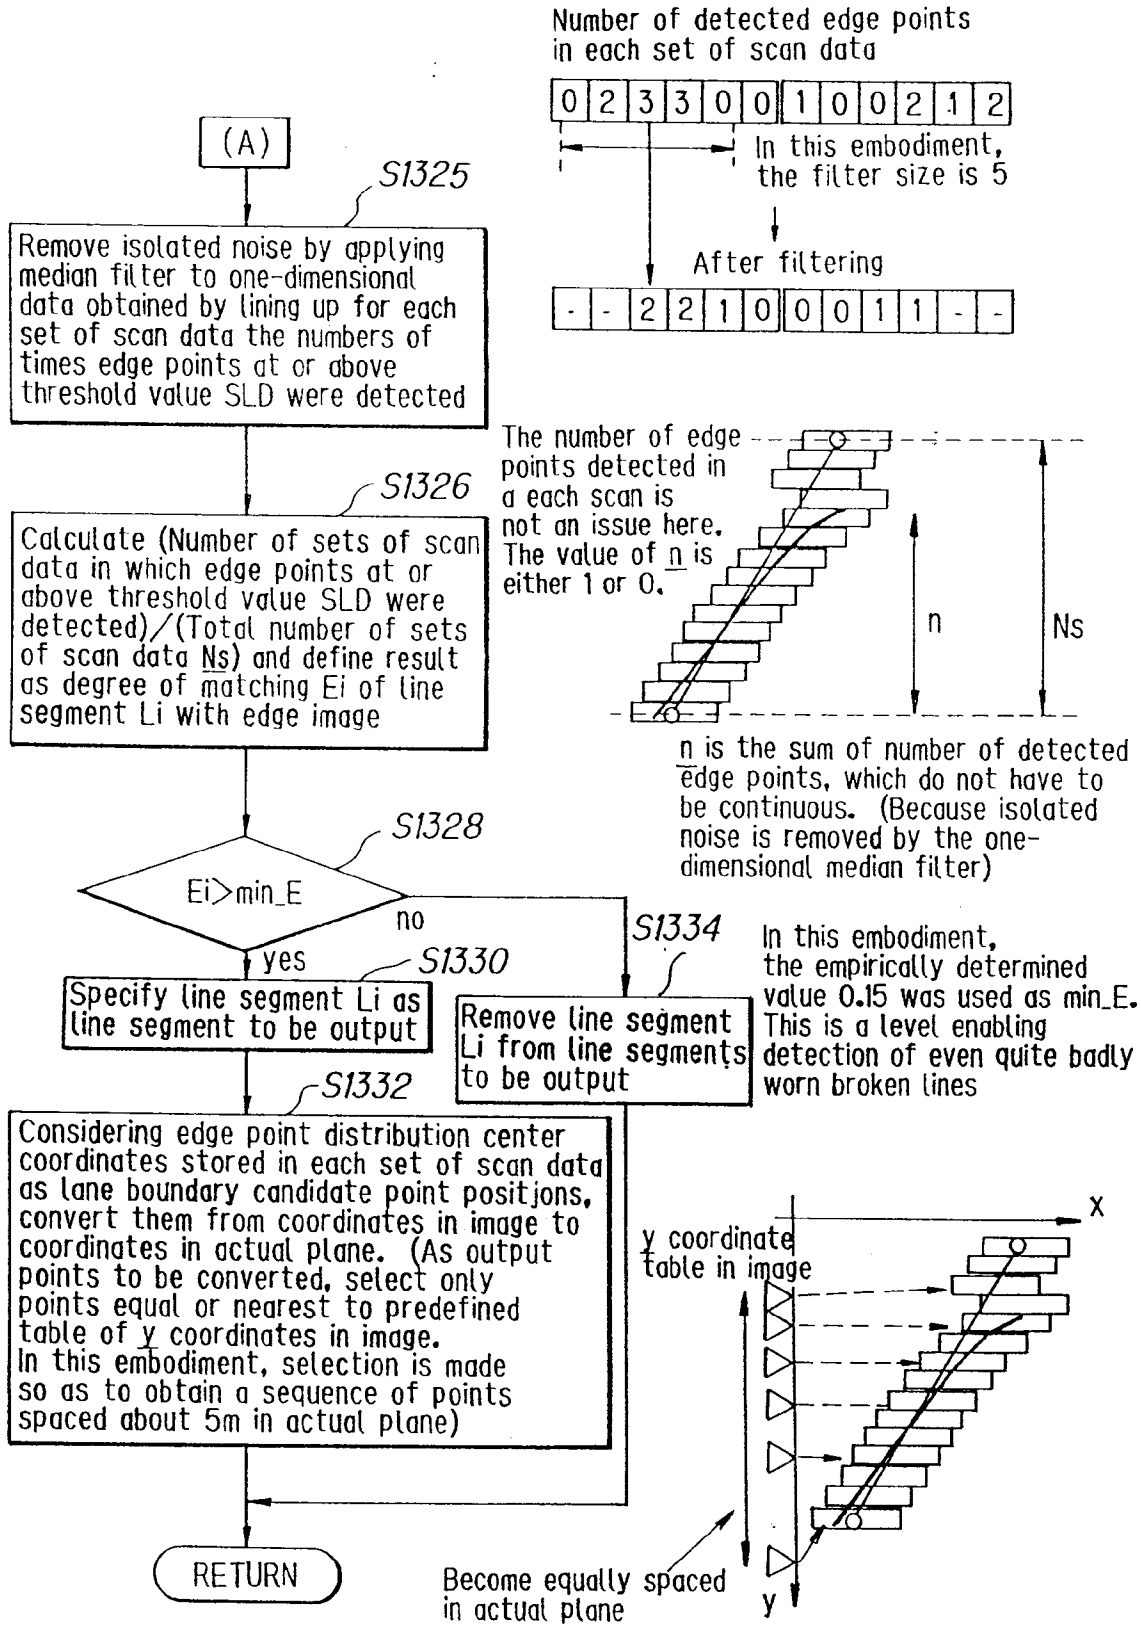 Number of detected edge points
in each set of scan data
0 2 3 3 0 0 1 0 0 2 1 2
In this embodiment,
the filter size is 5
After filtering
- - 2 2 1 0 0 0 1 1 - -
(A)
S1325
Remove isolated noise by applying
median filter to one-dimensional
data obtained by lining up for each
set of scan data the numbers of
times edge points at or above
threshold value SLD were detected
S1326
Calculate (Number of sets of scan
data in which edge points at or
above threshold value SLD were
detected)/(Total number of sets
of scan data Ns) and define result
as degree of matching Ei of line
segment Li with edge image
The number of edge
points detected in
a each scan is
not an issue here.
The value of n is
either 1 or 0.
n
Ns
n is the sum of number of detected
edge points, which do not have to
be continuous. (Because isolated
noise is removed by the one-
dimensional median filter)
S1328
Ei>min_E
no
yes
S1330
Specify line segment Li as
line segment to be output
S1334
Remove line segment
Li from line segments
to be output
In this embodiment,
the empirically determined
value 0.15 was used as min_E.
This is a level enabling
detection of even quite badly
worn broken lines
S1332
Considering edge point distribution center
coordinates stored in each set of scan data
as lane boundary candidate point positions,
convert them from coordinates in image to
coordinates in actual plane. (As output
points to be converted, select only
points equal or nearest to predefined
table of y coordinates in image.
In this embodiment, selection is made
so as to obtain a sequence of points
spaced about 5m in actual plane)
x
y coordinate
table in image
Become equally spaced
in actual plane
y
RETURN